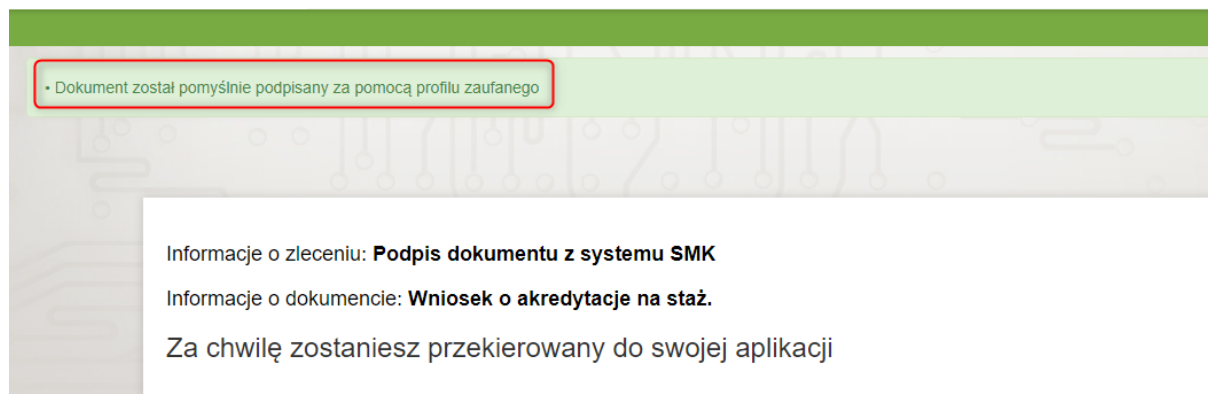 • Dokument został pomyślnie podpisany za pomocą profilu zaufanego
Informacje o zleceniu: Podpis dokumentu z systemu SMK
Informacje o dokumencie: Wniosek o akredytacje na staż.
Za chwilę zostaniesz przekierowany do swojej aplikacji